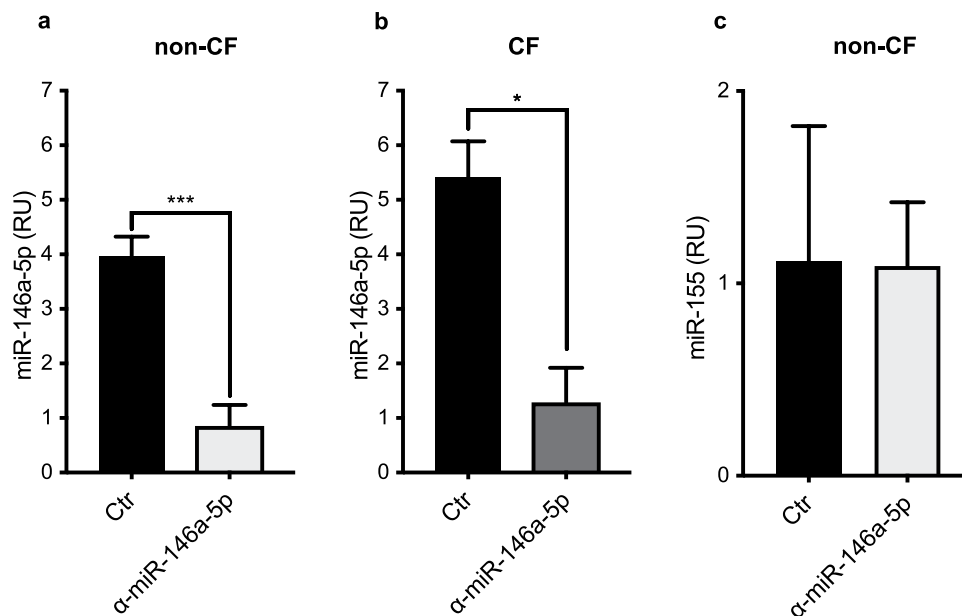 a
non-CF
7
6
5
4
3
2
1
0
miR-146a-5p (RU)
***
Ctr
α-miR-146a-5p
b
CF
7
6
5
4
3
2
1
0
miR-146a-5p (RU)
*
Ctr
α-miR-146a-5p
c
non-CF
2
1
0
miR-155 (RU)
Ctr
α-miR-146a-5p